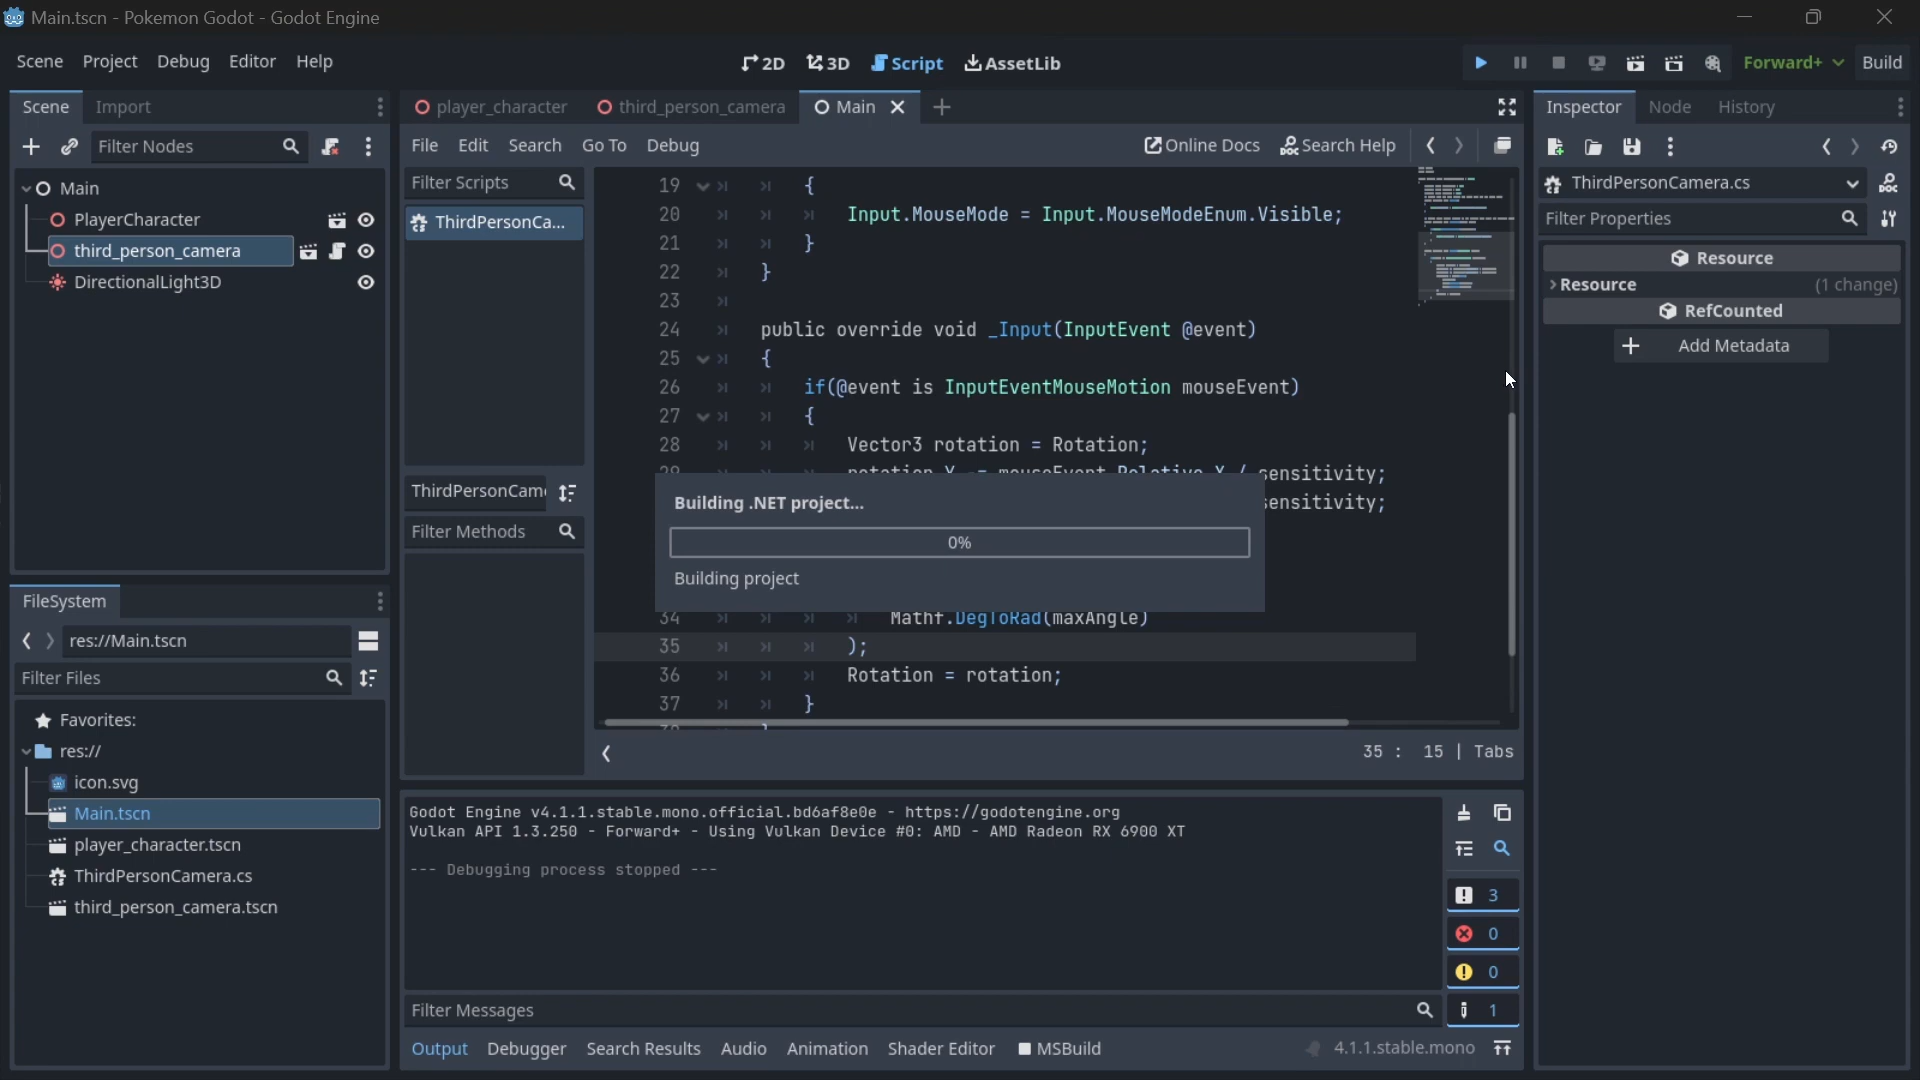 Main.tscn - Pokemon Godot - Godot Engine
Scene Project Debug Editor Help
2D 3D Script AssetLib
Forward+ Build
Scene Import
Filter Nodes
Main
PlayerCharacter
third_person_camera
DirectionalLight3D
FileSystem
res://Main.tscn
Filter Files
Favorites:
res://
icon.svg
Main.tscn
player_character.tscn
ThirdPersonCamera.cs
third_person_camera.tscn
player_character third_person_camera Main
File Edit Search Go To Debug Online Docs Search Help
Filter Scripts
ThirdPersonCa...
ThirdPersonCam
Filter Methods
19 {
20 Input.MouseMode = Input.MouseModeEnum.Visible;
21 }
22 }
23
24 public override void _Input(InputEvent @event)
25 {
26 if(@event is InputEventMouseMotion mouseEvent)
27 {
28 Vector3 rotation = Rotation;
29 rotation.Y -= mouseEvent.Relative.X / sensitivity;
sensitivity;
Building .NET project...
0%
Building project
34 Mathf.DegToRad(maxAngle)
35 );
36 Rotation = rotation;
37 }
38 }
35 : 15 | Tabs
Godot Engine v4.1.1.stable.mono.official.bd6af8e0e - https://godotengine.org
Vulkan API 1.3.250 - Forward+ - Using Vulkan Device #0: AMD - AMD Radeon RX 6900 XT
--- Debugging process stopped ---
3
0
0
1
Filter Messages
Output Debugger Search Results Audio Animation Shader Editor MSBuild 4.1.1.stable.mono
Inspector Node History
ThirdPersonCamera.cs
Filter Properties
Resource
Resource (1 change)
RefCounted
Add Metadata